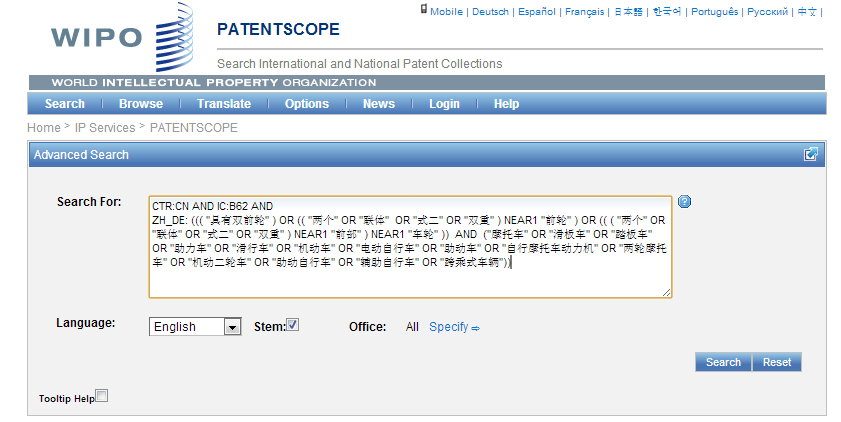 Mobile | Deutsch | Español | Français | 日本語 | 한국어 | Português | Русский | 中文 |
WIPO
PATENTSCOPE
Search International and National Patent Collections
WORLD INTELLECTUAL PROPERTY ORGANIZATION
Search | Browse | Translate | Options | News | Login | Help
Home > IP Services > PATENTSCOPE
Advanced Search
Search For:
CTR:CN AND IC:B62 AND
ZH_DE: ((( "具有双前轮" ) OR (( "两个" OR "联体" OR "式二" OR "双重" ) NEAR1 "前轮" ) OR (( ( "两个" OR
"联体" OR "式二" OR "双重" ) NEAR1 "前部" ) NEAR1 "车轮" )) AND ("摩托车" OR "滑板车" OR "踏板车"
OR "助力车" OR "滑行车" OR "机动车" OR "电动自行车" OR "助动车" OR "自行摩托车动力机" OR "两轮摩托
车" OR "机动二轮车" OR "助动自行车" OR "辅助自行车" OR "跨乘式车辆"))
Language: English Stem: Office: All Specify ⇨
Search Reset
Tooltip Help